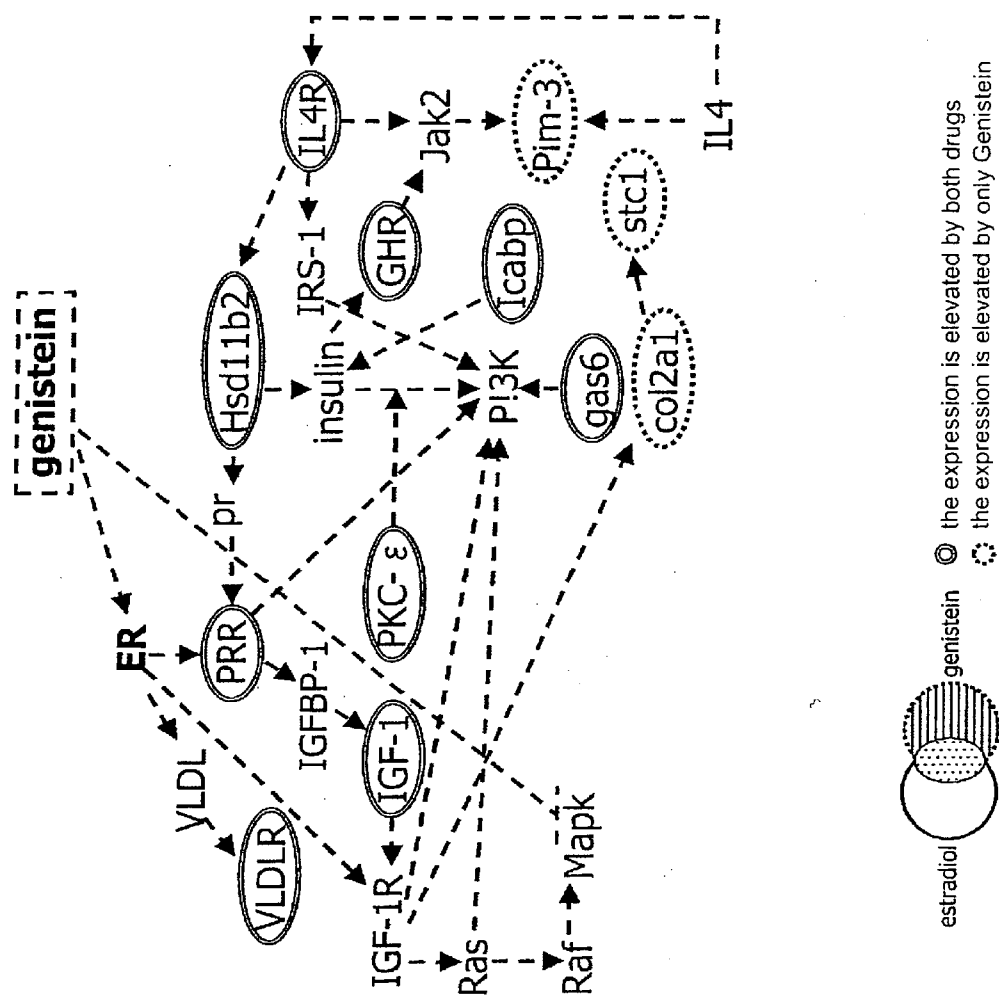 genistein
ER
VLDL
VLDLR
pr
PRR
Hsd11b2
IL4R
IGFBP-1
insulin
IRS-1
IGF-1R
IGF-1
PKC- ε
GHR
Jak2
Ras
P!3K
Icabp
Pim-3
Raf
Mapk
gas6
col2a1
stc1
IL4
estradiol
genistein
the expression is elevated by both drugs
the expression is elevated by only Genistein